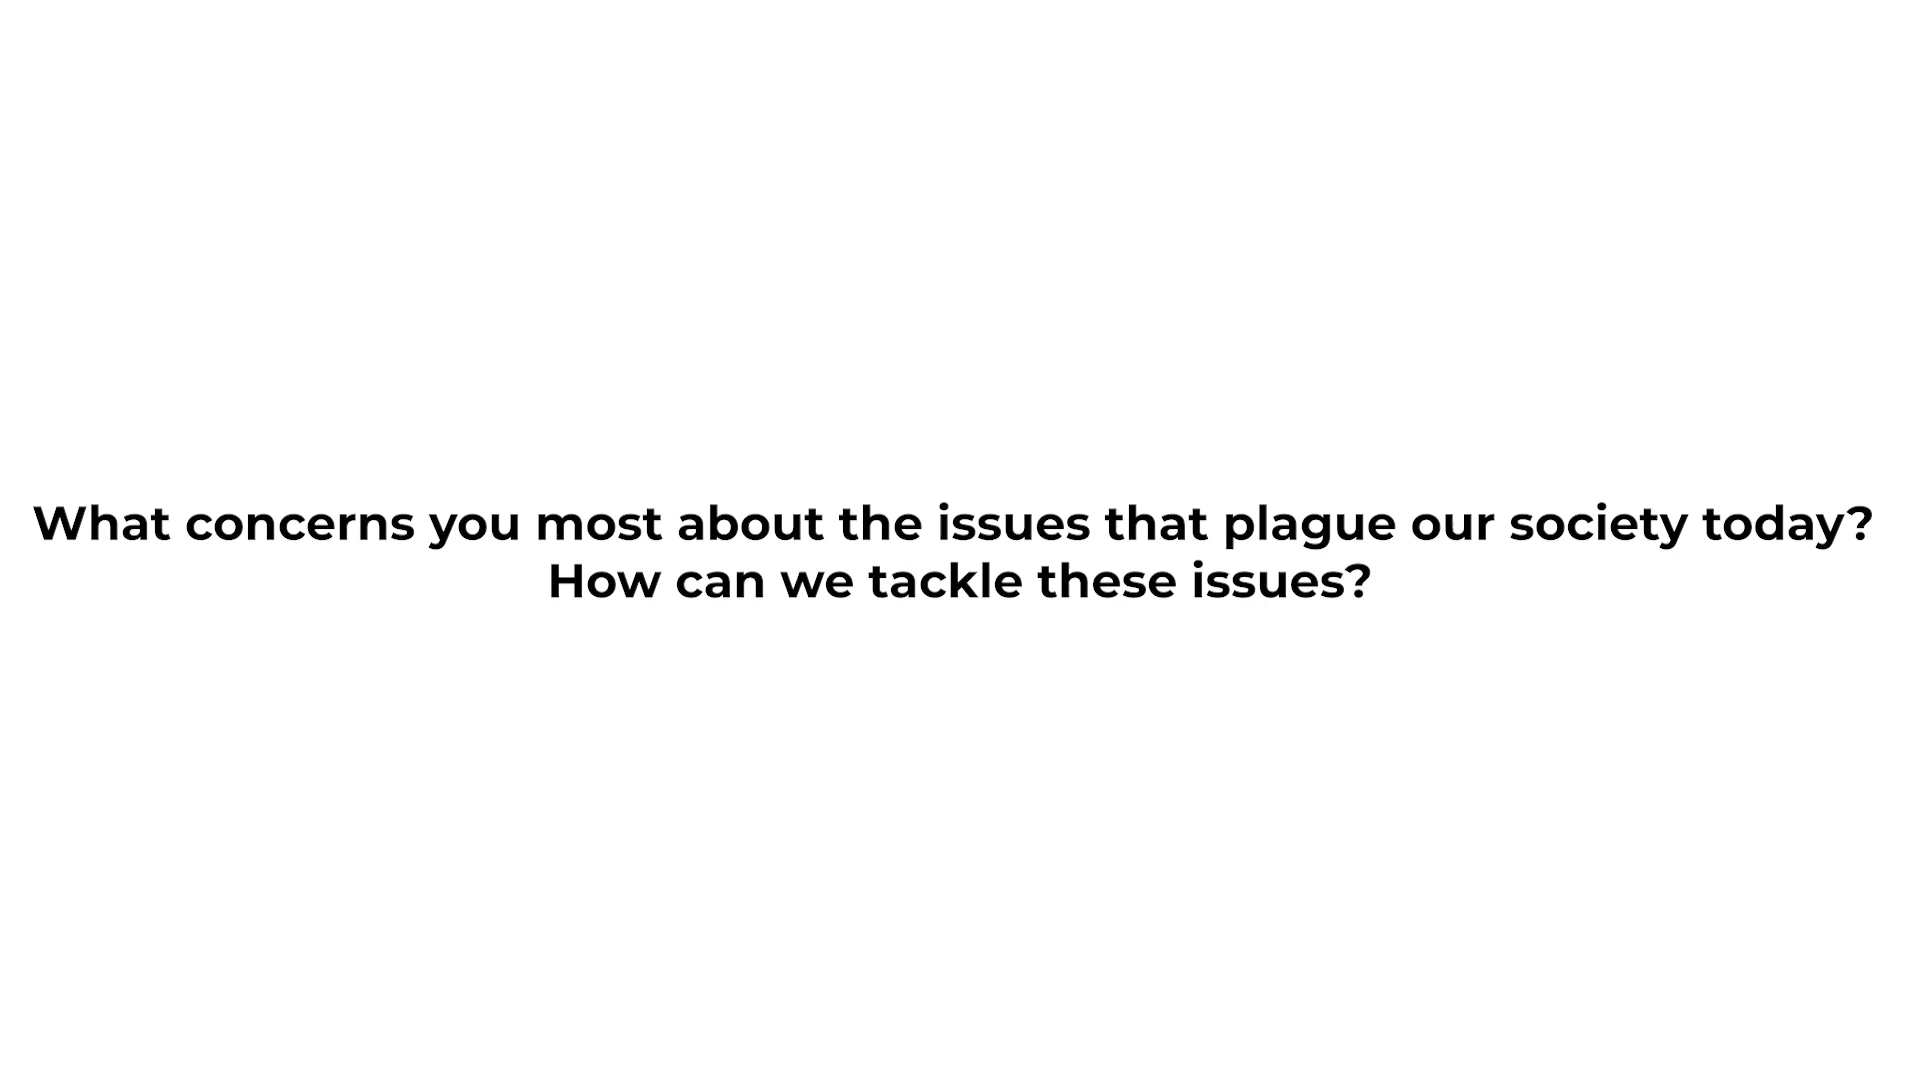 What concerns you most about the issues that plague our society today?
How can we tackle these issues?